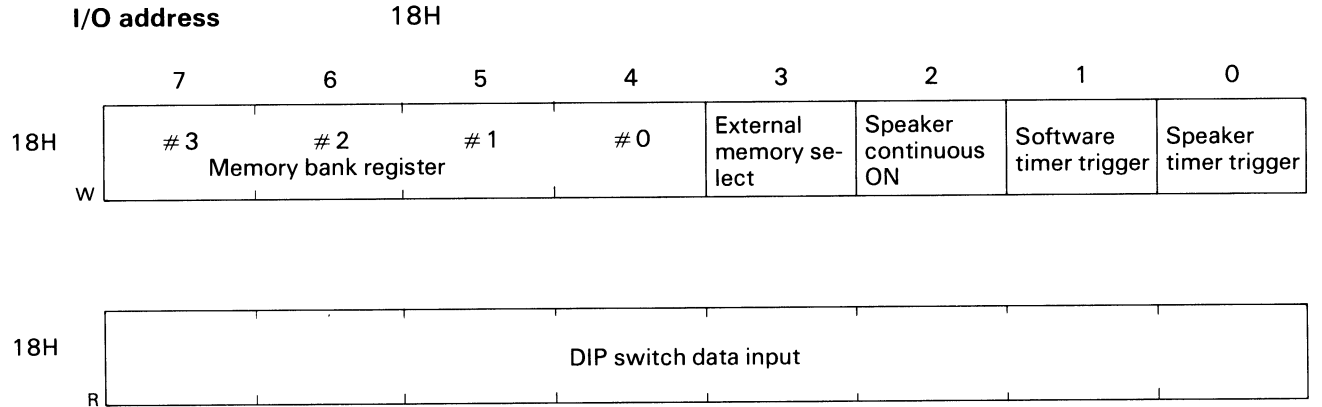 I/O address 18H
7 6 5 4 3 2 1 0
18H
W
#3 #2 #1 #0
Memory bank register
External
memory se-
lect
Speaker
continuous
ON
Software
timer trigger
Speaker
timer trigger
18H
R
DIP switch data input